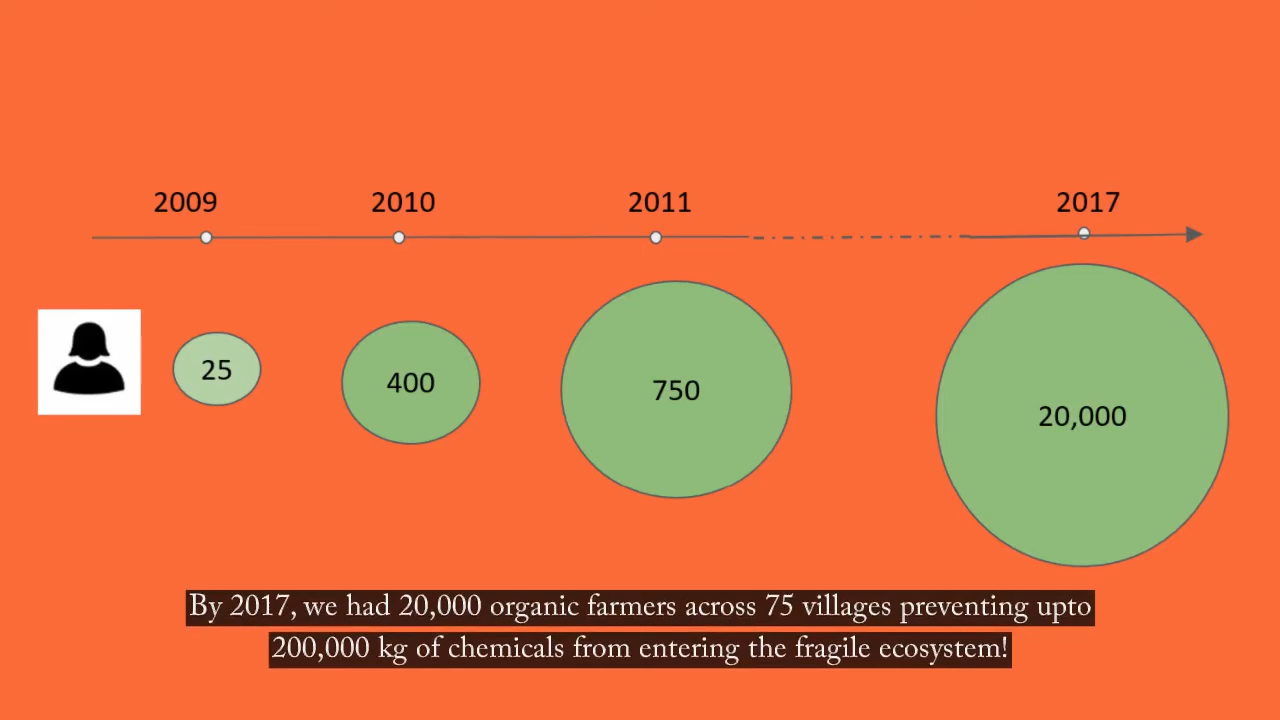 2009 2010 2011 2017
25 400 750 20,000
By 2017, we had 20,000 organic farmers across 75 villages preventing upto
200,000 kg of chemicals from entering the fragile ecosystem!